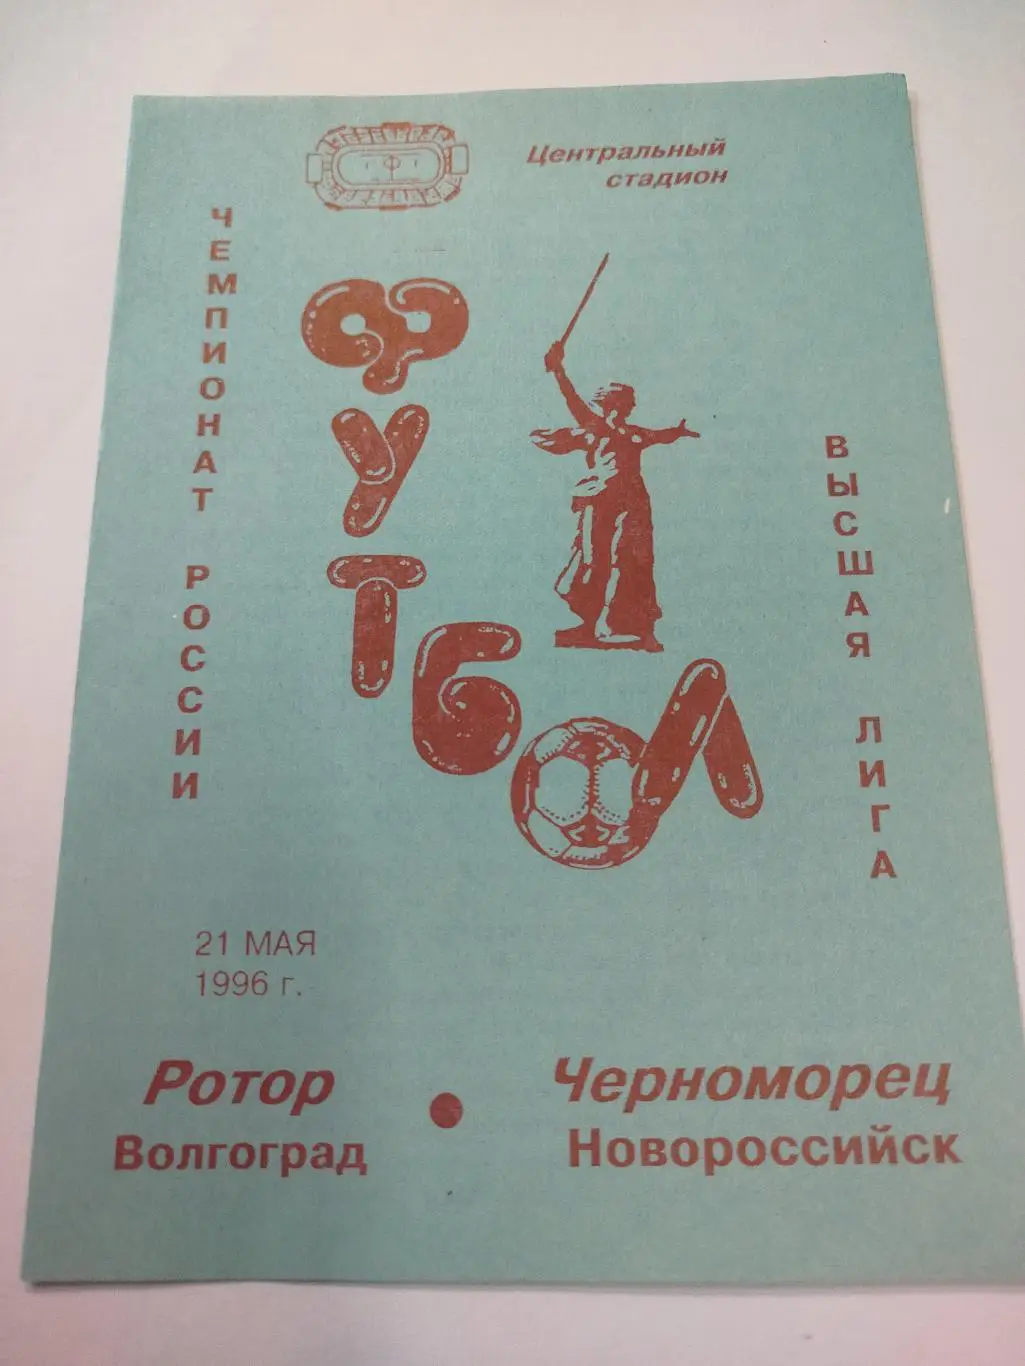 Центральный
стадион
ЧЕМПИОНАТ РОССИИ
ФУТБОЛ
ВЫСШАЯ ЛИГА
21 МАЯ
1996 г.
Ротор • Черноморец
Волгоград Новороссийск